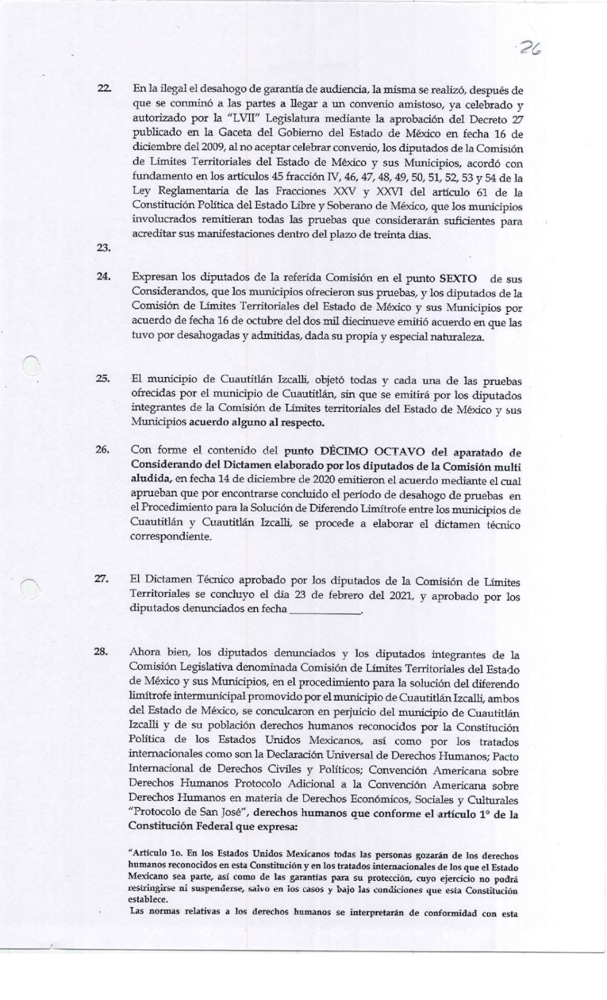 26
22. En la ilegal el desahogo de garantía de audiencia, la misma se realizó, después de
que se conminó a las partes a llegar a un convenio amistoso, ya celebrado y
autorizado por la "LVII" Legislatura mediante la aprobación del Decreto 27
publicado en la Gaceta del Gobierno del Estado de México en fecha 16 de
diciembre del 2009, al no aceptar celebrar convenio, los diputados de la Comisión
de Límites Territoriales del Estado de México y sus Municipios, acordó con
fundamento en los artículos 45 fracción IV, 46, 47, 48, 49, 50, 51, 52, 53 y 54 de la
Ley Reglamentaria de las Fracciones XXV y XXVI del artículo 61 de la
Constitución Política del Estado Libre y Soberano de México, que los municipios
involucrados remitieran todas las pruebas que considerarán suficientes para
acreditar sus manifestaciones dentro del plazo de treinta días.
23.
24. Expresan los diputados de la referida Comisión en el punto SEXTO de sus
Considerandos, que los municipios ofrecieron sus pruebas, y los diputados de la
Comisión de Límites Territoriales del Estado de México y sus Municipios por
acuerdo de fecha 16 de octubre del dos mil diecinueve emitió acuerdo en que las
tuvo por desahogadas y admitidas, dada su propia y especial naturaleza.
25. El municipio de Cuautitlán Izcalli, objetó todas y cada una de las pruebas
ofrecidas por el municipio de Cuautitlán, sin que se emitirá por los diputados
integrantes de la Comisión de Límites territoriales del Estado de México y sus
Municipios acuerdo alguno al respecto.
26. Con forme el contenido del punto DÉCIMO OCTAVO del aparatado de
Considerando del Dictamen elaborado por los diputados de la Comisión multi
aludida, en fecha 14 de diciembre de 2020 emitieron el acuerdo mediante el cual
aprueban que por encontrarse concluido el período de desahogo de pruebas en
el Procedimiento para la Solución de Diferendo Limítrofe entre los municipios de
Cuautitlán y Cuautitlán Izcalli, se procede a elaborar el dictamen técnico
correspondiente.
27. El Dictamen Técnico aprobado por los diputados de la Comisión de Límites
Territoriales se concluyo el día 23 de febrero del 2021, y aprobado por los
diputados denunciados en fecha ____________.
28. Ahora bien, los diputados denunciados y los diputados integrantes de la
Comisión Legislativa denominada Comisión de Límites Territoriales del Estado
de México y sus Municipios, en el procedimiento para la solución del diferendo
limítrofe intermunicipal promovido por el municipio de Cuautitlán Izcalli, ambos
del Estado de México, se conculcaron en perjuicio del municipio de Cuautitlán
Izcalli y de su población derechos humanos reconocidos por la Constitución
Política de los Estados Unidos Mexicanos, así como por los tratados
internacionales como son la Declaración Universal de Derechos Humanos; Pacto
Internacional de Derechos Civiles y Políticos; Convención Americana sobre
Derechos Humanos Protocolo Adicional a la Convención Americana sobre
Derechos Humanos en materia de Derechos Económicos, Sociales y Culturales
"Protocolo de San José", derechos humanos que conforme el artículo 1° de la
Constitución Federal que expresa:
"Artículo 1o. En los Estados Unidos Mexicanos todas las personas gozarán de los derechos
humanos reconocidos en esta Constitución y en los tratados internacionales de los que el Estado
Mexicano sea parte, así como de las garantías para su protección, cuyo ejercicio no podrá
restringirse ni suspenderse, salvo en los casos y bajo las condiciones que esta Constitución
establece.
Las normas relativas a los derechos humanos se interpretarán de conformidad con esta